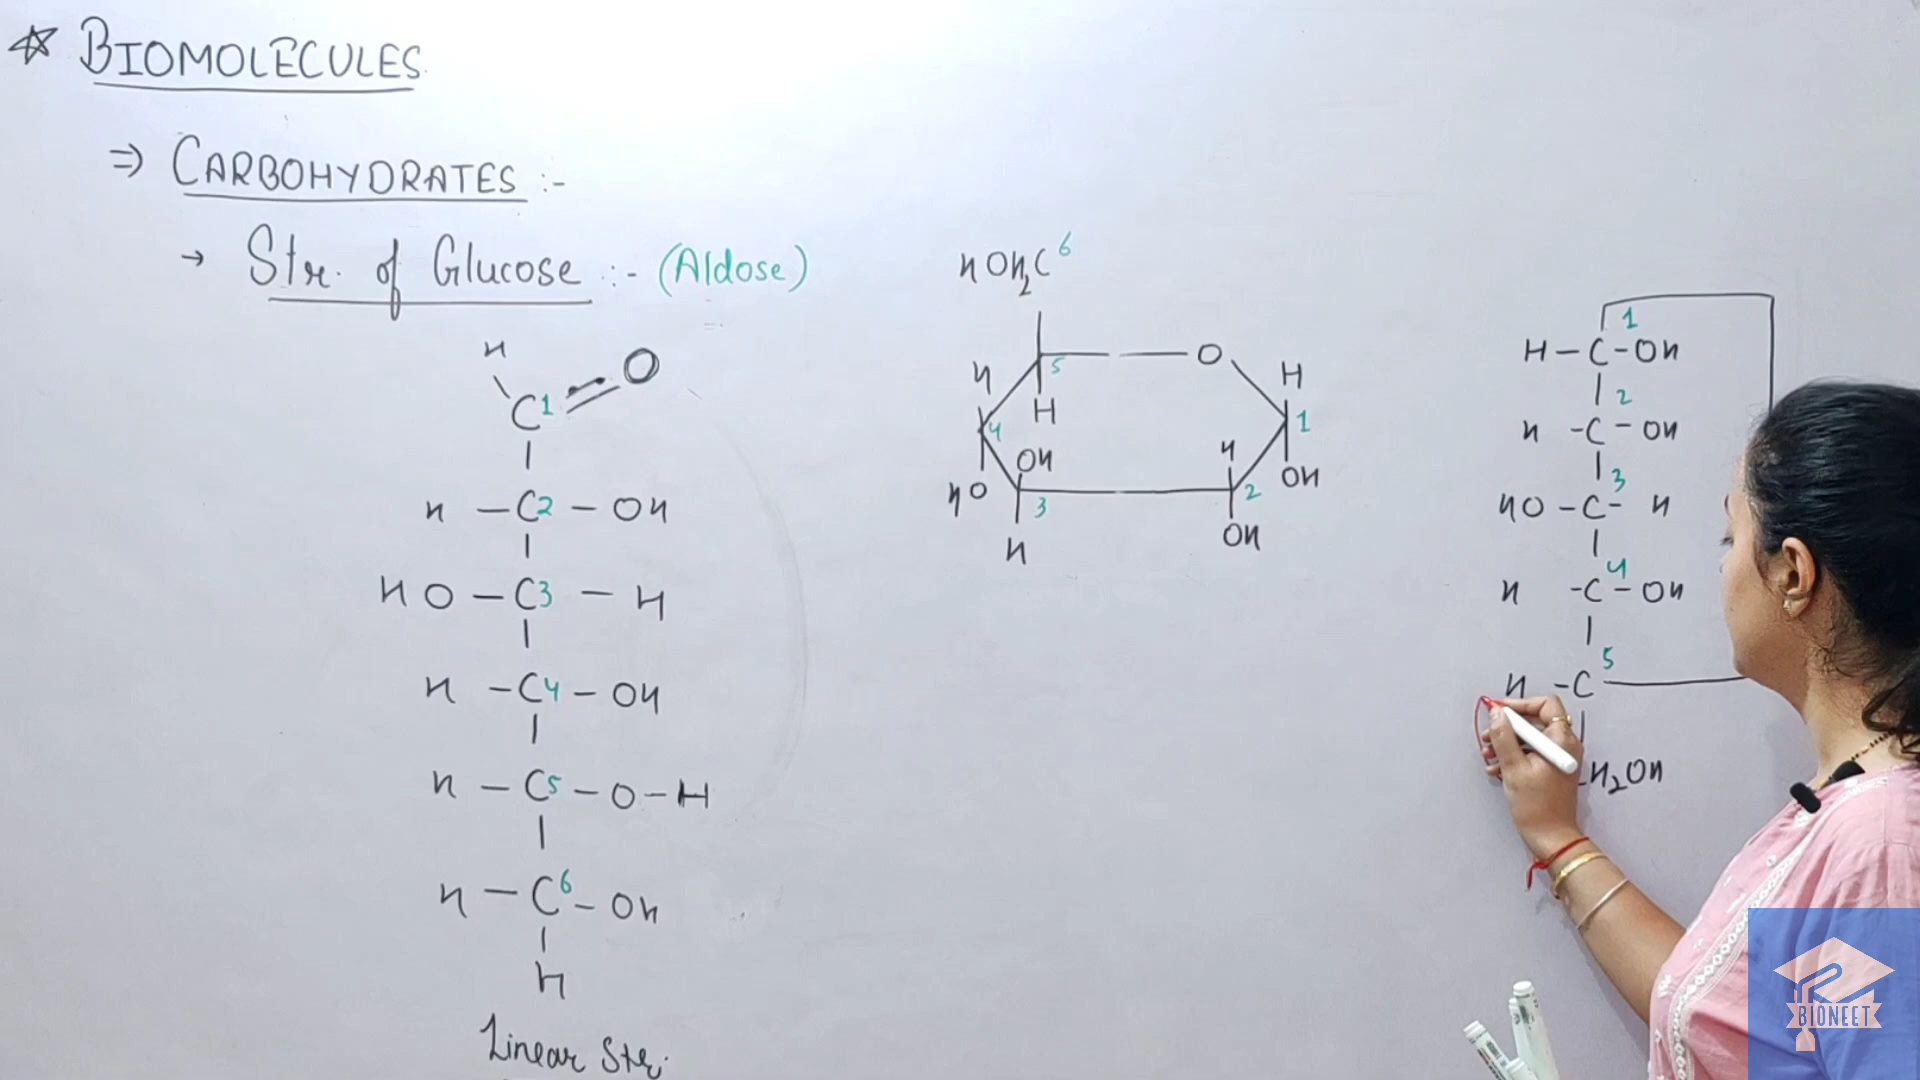 ☆ BIOMOLECULES
⇒ CARBOHYDRATES :-
→ Str. of Glucose :- (Aldose)
H
C1 = O
H - C2 - OH
HO - C3 - H
H - C4 - OH
H - C5 - O - H
H - C6 - OH
H
Linear Str.
HOH2C 6
5 O
H H H
4 1
OH H
HO OH
3 2
H OH
1
H - C - OH
2
H - C - OH
3
HO - C - H
4
H - C - OH
5
H - C
H2OH
BIONEET